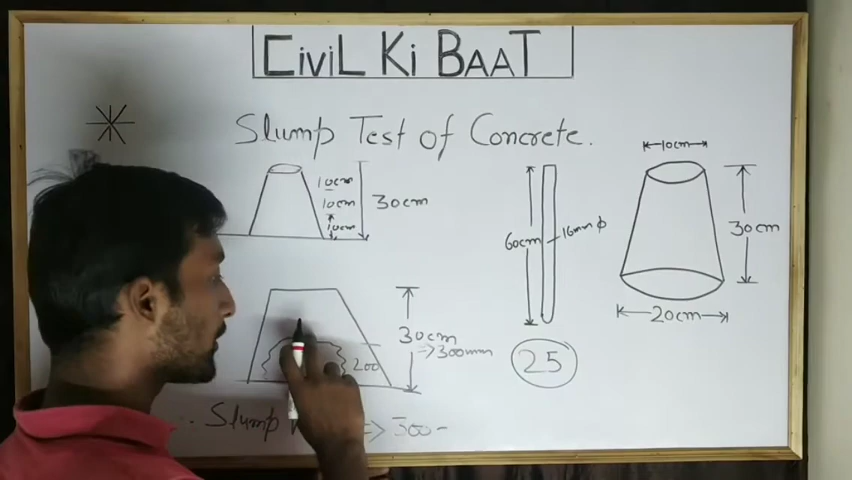 CiviL Ki BAAT
Slump Test of Concrete.
10cm
10cm
10cm
30cm
60cm
16mm φ
10cm
30cm
20cm
30cm
=> 300mm
200
25
Slump => 300-